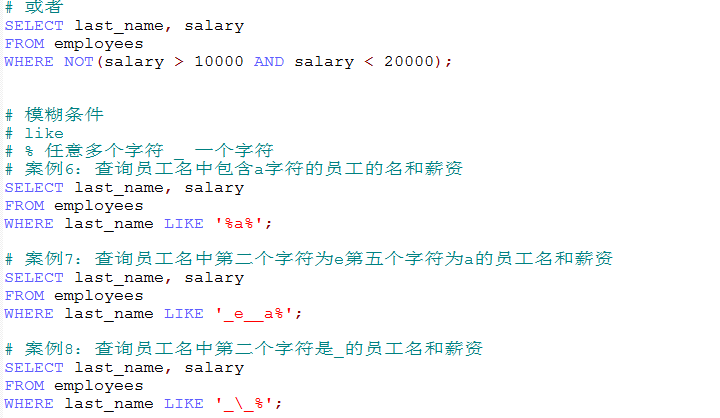 # 或者
SELECT last_name, salary
FROM employees
WHERE NOT(salary > 10000 AND salary < 20000);
# 模糊条件
# like
# % 任意多个字符 _ 一个字符
# 案例6: 查询员工名中包含a字符的员工的名和薪资
SELECT last_name, salary
FROM employees
WHERE last_name LIKE '%a%';
# 案例7: 查询员工名中第二个字符为e第五个字符为a的员工名和薪资
SELECT last_name, salary
FROM employees
WHERE last_name LIKE '_e__a%';
# 案例8: 查询员工名中第二个字符是_的员工名和薪资
SELECT last_name, salary
FROM employees
WHERE last_name LIKE '_\_%';